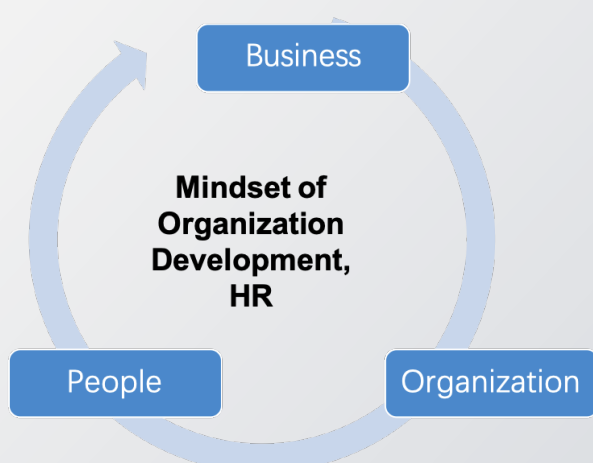 Business
Mindset of
Organization
Development,
HR
People
Organization